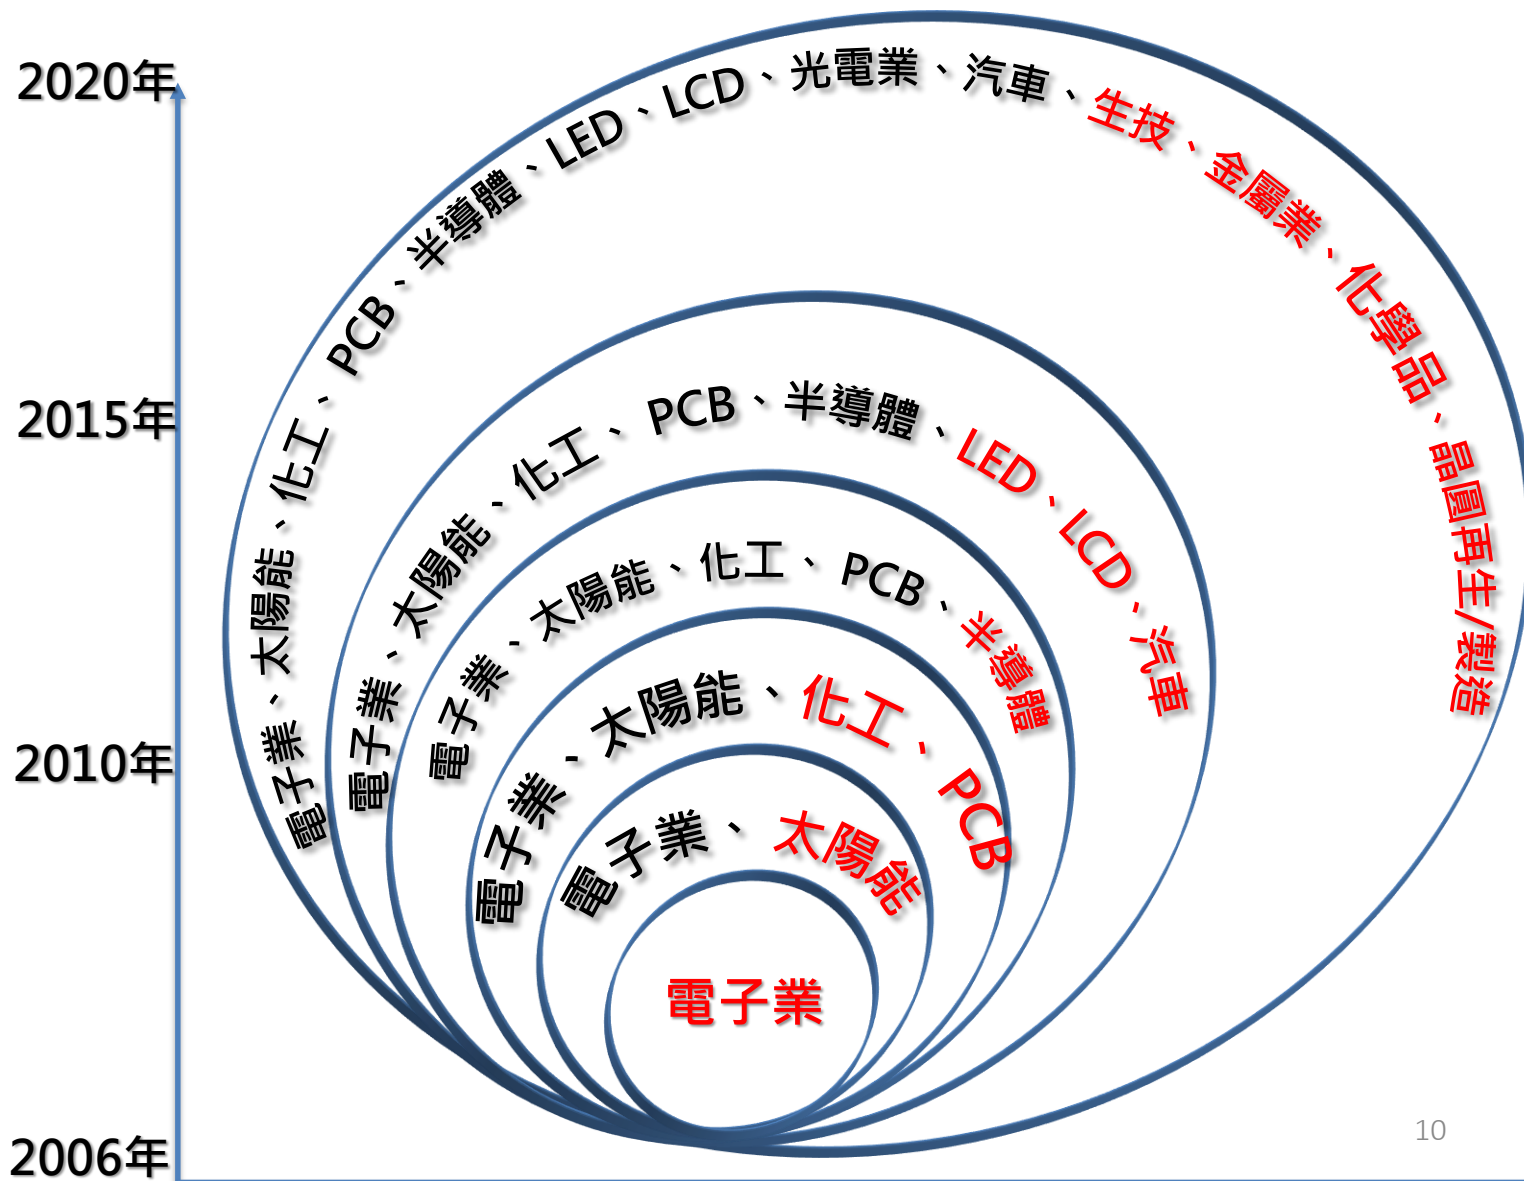 2020年
電子業、太陽能、化工、PCB、半導體、LED、LCD、光電業、汽車、生技、金屬業、化學品、晶圓再生/製造
2015年
電子業、太陽能、化工、PCB、半導體、LED、LCD、汽車
電子業、太陽能、化工、PCB、半導體
2010年
電子業、太陽能、化工、PCB
電子業、太陽能
電子業
2006年
10